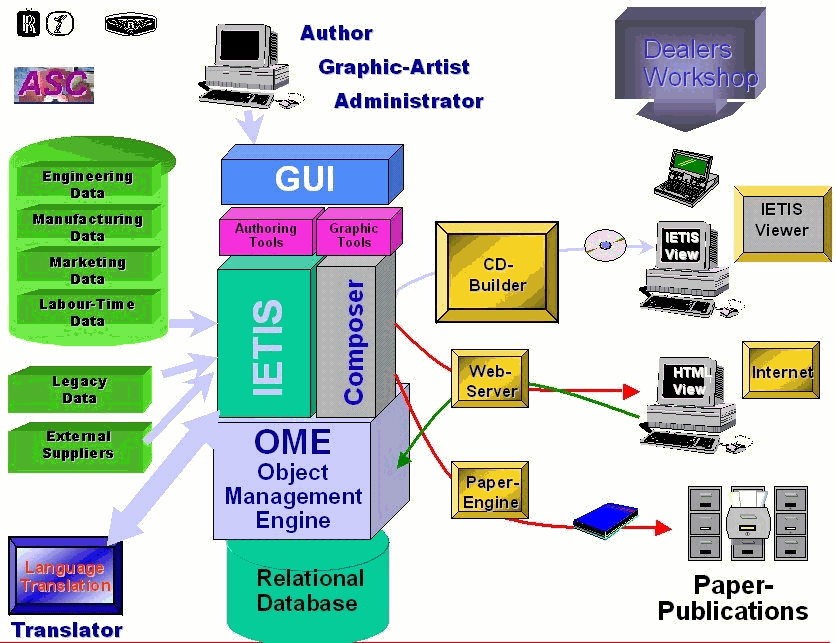 R
ASC
Author
Graphic-Artist
Administrator
Dealers
Workshop
Engineering
Data
Manufacturing
Data
Marketing
Data
Labour-Time
Data
Legacy
Data
External
Suppliers
Language
Translation
Translator
GUI
Authoring
Tools
Graphic
Tools
IETIS
Composer
OME
Object
Management
Engine
Relational
Database
CD-
Builder
Web-
Server
Paper-
Engine
IETIS
View
IETIS
Viewer
HTML
View
Internet
Paper-
Publications